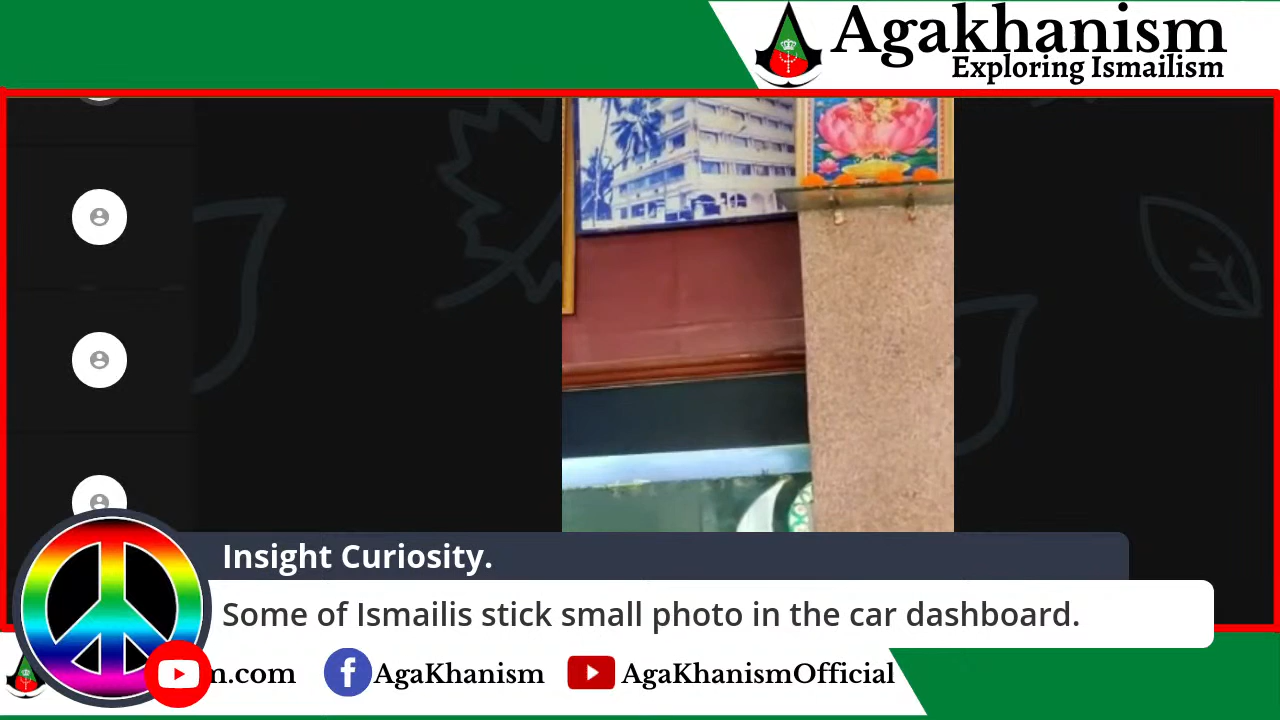 Agakhanism
Exploring Ismailism
Insight Curiosity.
Some of Ismailis stick small photo in the car dashboard.
m.com
AgaKhanism
AgaKhanismOfficial